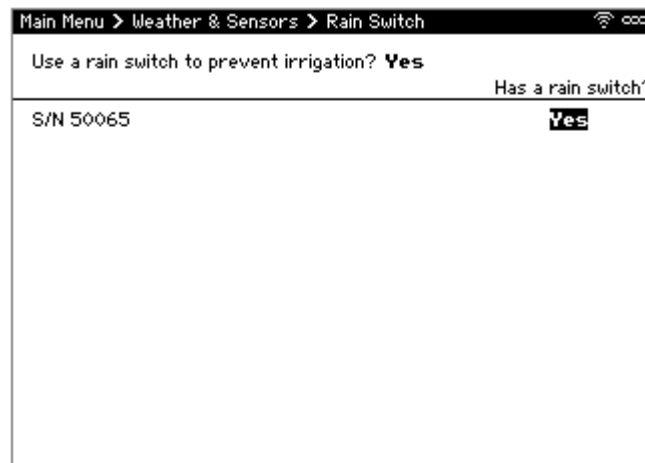 Main Menu > Weather & Sensors > Rain Switch
Use a rain switch to prevent irrigation? Yes
Has a rain switch?
S/N 50065 Yes